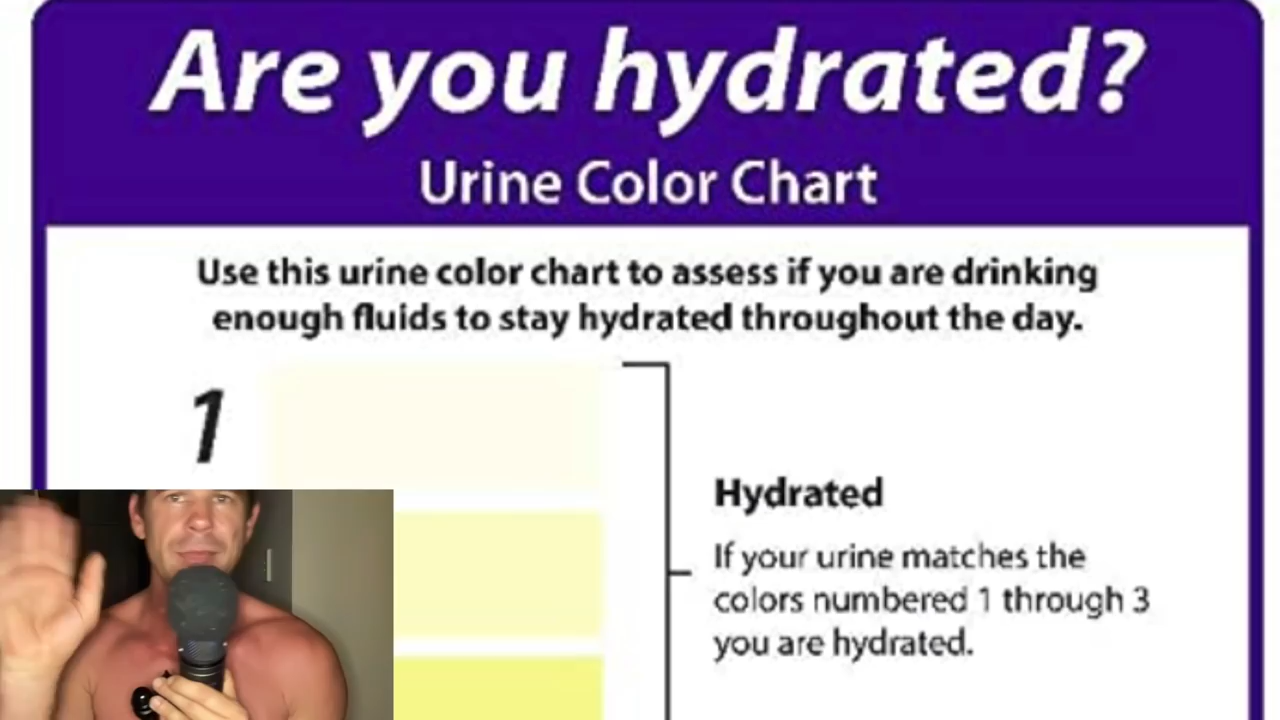 Are you hydrated?
Urine Color Chart
Use this urine color chart to assess if you are drinking
enough fluids to stay hydrated throughout the day.
1
Hydrated
If your urine matches the
colors numbered 1 through 3
you are hydrated.